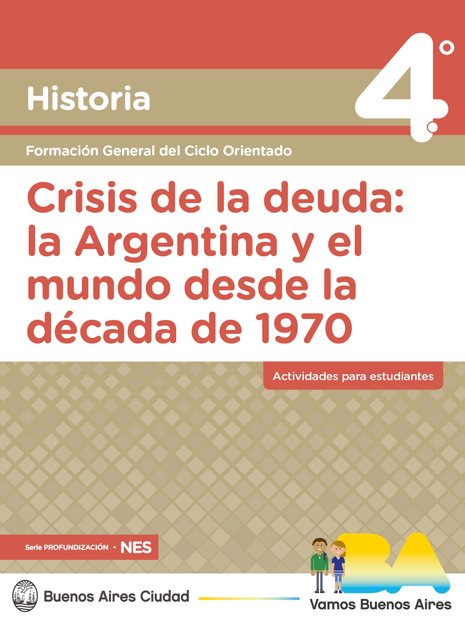 4.º
Historia
Formación General del Ciclo Orientado
Crisis de la deuda:
la Argentina y el
mundo desde la
década de 1970
Actividades para estudiantes
Serie PROFUNDIZACIÓN • NES
BA
Buenos Aires Ciudad
Vamos Buenos Aires